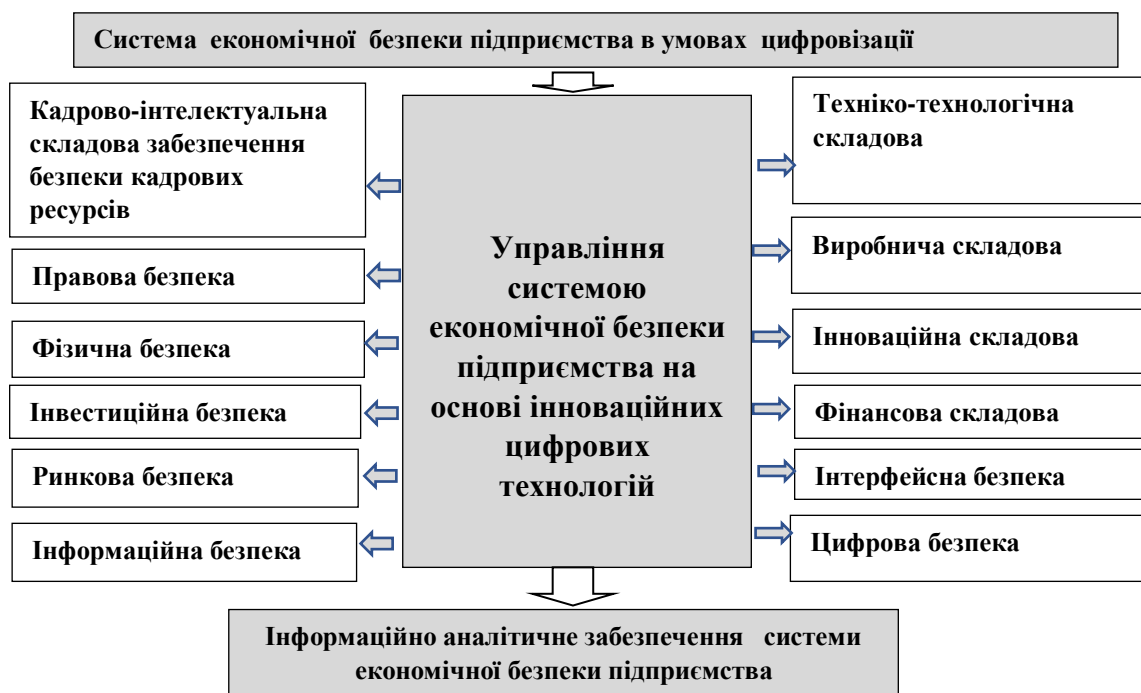 Система економічної безпеки підприємства в умовах цифровізації
Кадрово-інтелектуальна
складова забезпечення
безпеки кадрових
ресурсів
Правова безпека
Фізична безпека
Інвестиційна безпека
Ринкова безпека
Інформаційна безпека
Управління
системою
економічної безпеки
підприємства на
основі інноваційних
цифрових
технологій
Техніко-технологічна
складова
Виробнича складова
Інноваційна складова
Фінансова складова
Інтерфейсна безпека
Цифрова безпека
Інформаційно аналітичне забезпечення системи
економічної безпеки підприємства